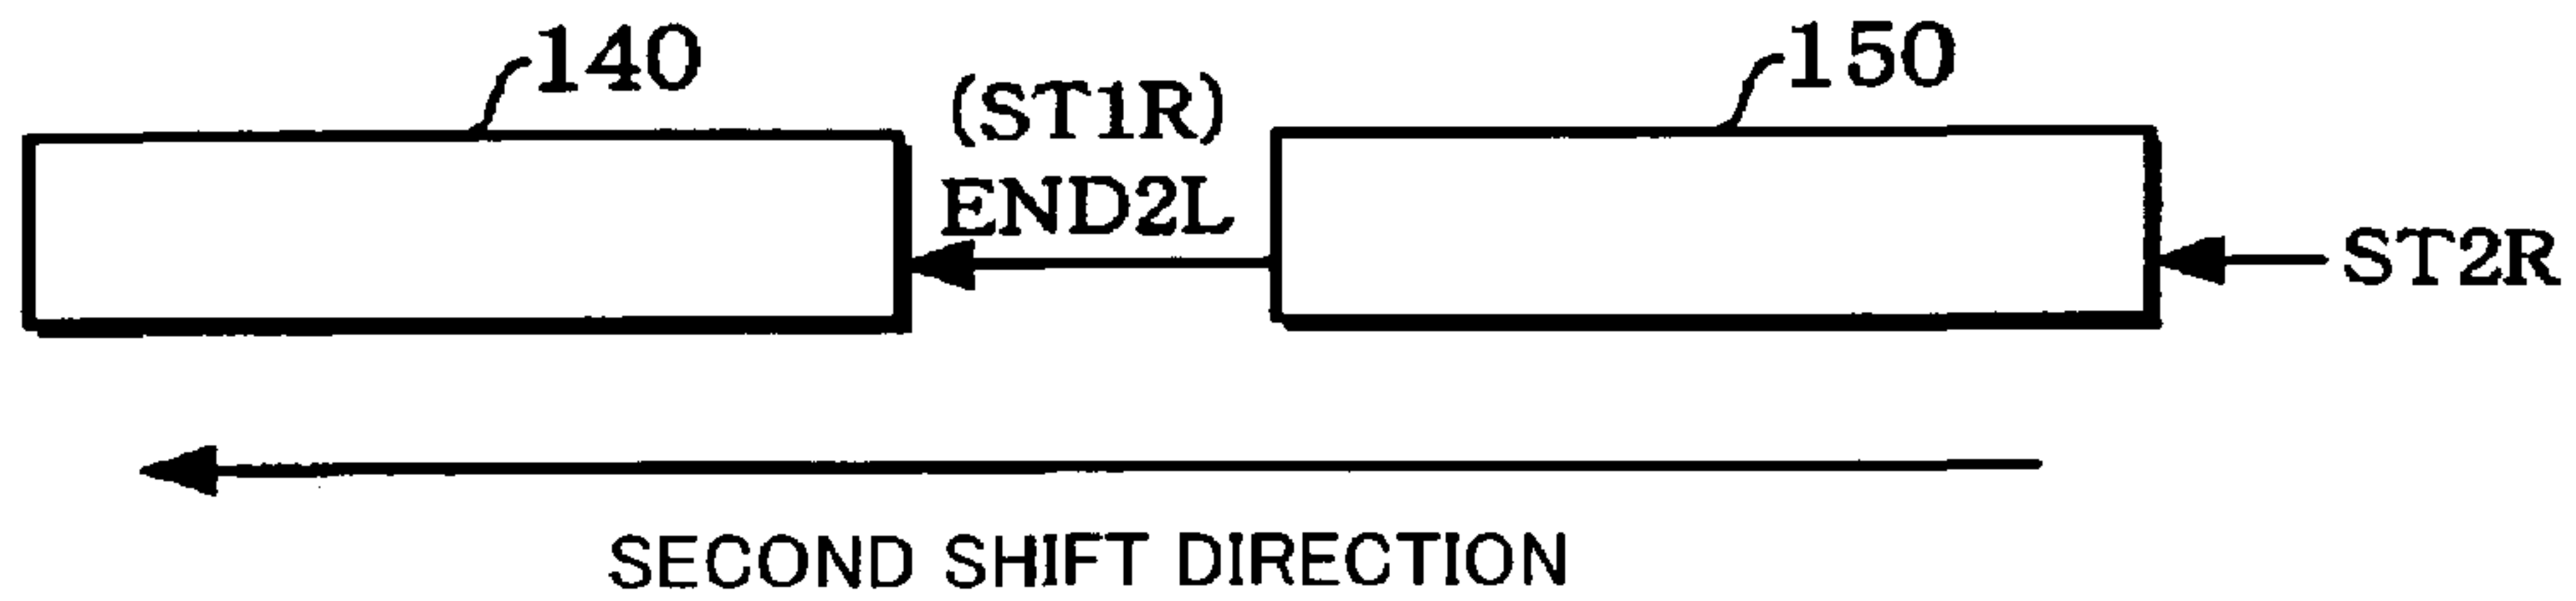 140
150
(ST1R)
END2L
ST2R
SECOND SHIFT DIRECTION